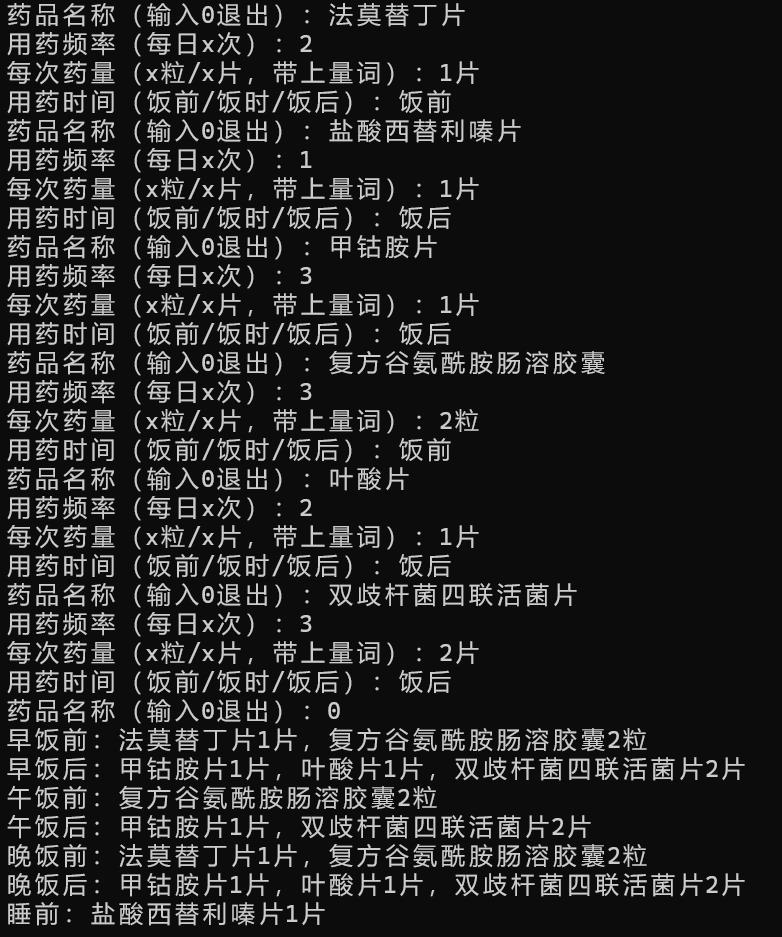 药品名称（输入0退出）：法莫替丁片
用药频率（每日x次）：2
每次药量（x粒/x片，带上量词）：1片
用药时间（饭前/饭时/饭后）：饭前
药品名称（输入0退出）：盐酸西替利嗪片
用药频率（每日x次）：1
每次药量（x粒/x片，带上量词）：1片
用药时间（饭前/饭时/饭后）：饭后
药品名称（输入0退出）：甲钴胺片
用药频率（每日x次）：3
每次药量（x粒/x片，带上量词）：1片
用药时间（饭前/饭时/饭后）：饭后
药品名称（输入0退出）：复方谷氨酰胺肠溶胶囊
用药频率（每日x次）：3
每次药量（x粒/x片，带上量词）：2粒
用药时间（饭前/饭时/饭后）：饭前
药品名称（输入0退出）：叶酸片
用药频率（每日x次）：2
每次药量（x粒/x片，带上量词）：1片
用药时间（饭前/饭时/饭后）：饭后
药品名称（输入0退出）：双歧杆菌四联活菌片
用药频率（每日x次）：3
每次药量（x粒/x片，带上量词）：2片
用药时间（饭前/饭时/饭后）：饭后
药品名称（输入0退出）：0
早饭前：法莫替丁片1片，复方谷氨酰胺肠溶胶囊2粒
早饭后：甲钴胺片1片，叶酸片1片，双歧杆菌四联活菌片2片
午饭前：复方谷氨酰胺肠溶胶囊2粒
午饭后：甲钴胺片1片，双歧杆菌四联活菌片2片
晚饭前：法莫替丁片1片，复方谷氨酰胺肠溶胶囊2粒
晚饭后：甲钴胺片1片，叶酸片1片，双歧杆菌四联活菌片2片
睡前：盐酸西替利嗪片1片